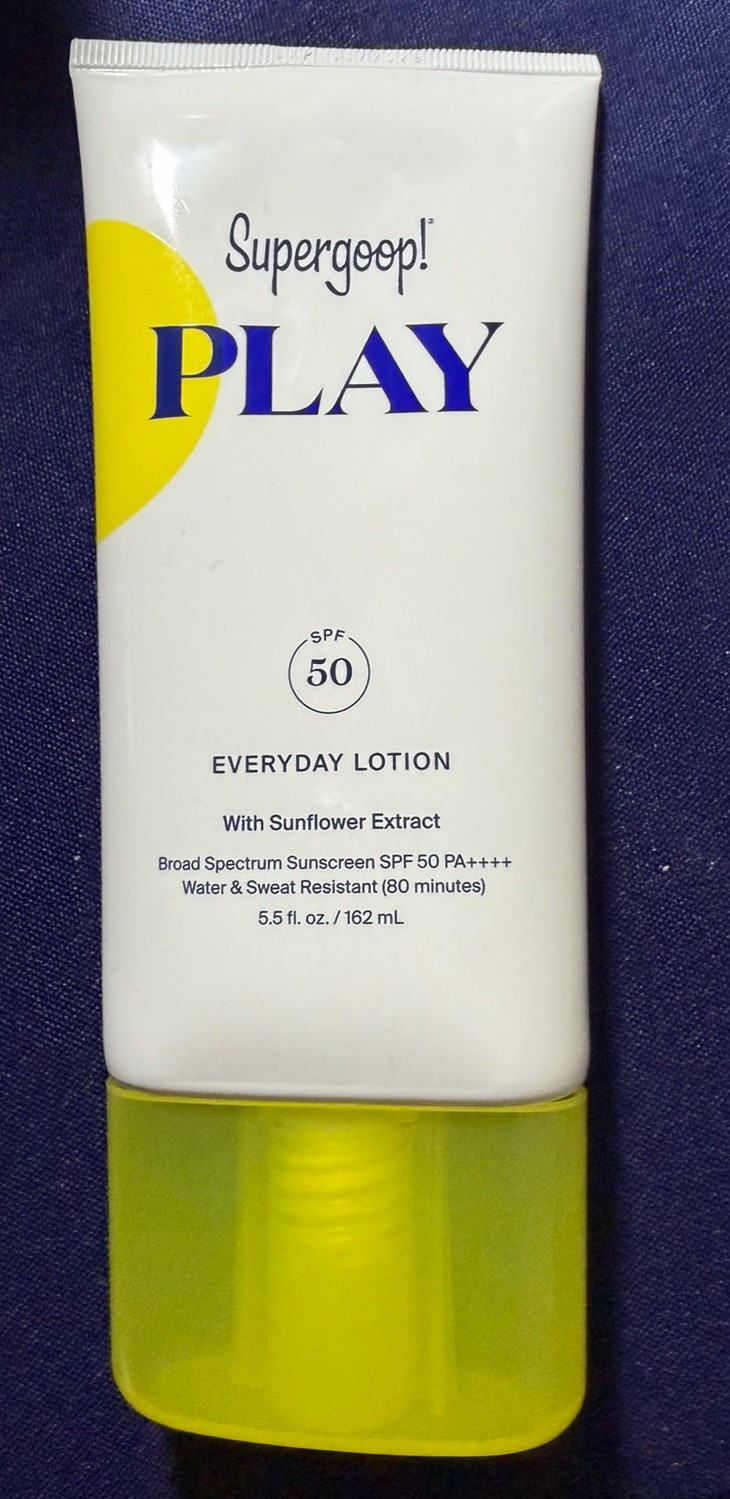 Supergoop!
PLAY
SPF
50
EVERYDAY LOTION
With Sunflower Extract
Broad Spectrum Sunscreen SPF 50 PA++++
Water & Sweat Resistant (80 minutes)
5.5 fl. oz. / 162 mL